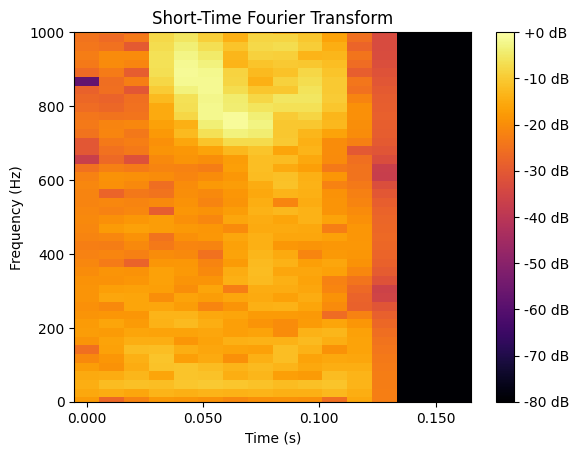 Short-Time Fourier Transform
1000
800
600
400
200
0
Frequency (Hz)
0.000
0.050
0.100
0.150
Time (s)
+0 dB
-10 dB
-20 dB
-30 dB
-40 dB
-50 dB
-60 dB
-70 dB
-80 dB